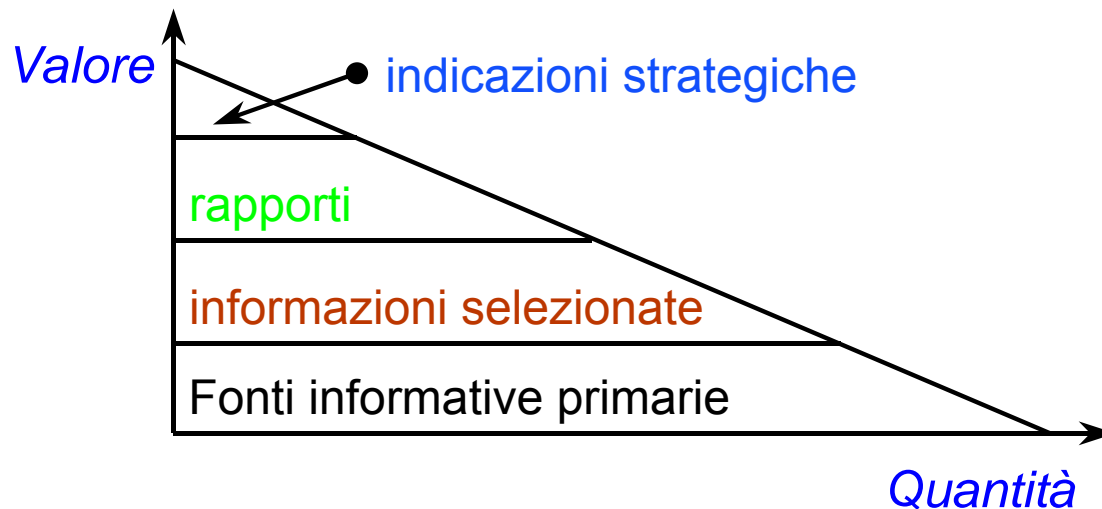 Valore
indicazioni strategiche
rapporti
informazioni selezionate
Fonti informative primarie
Quantità